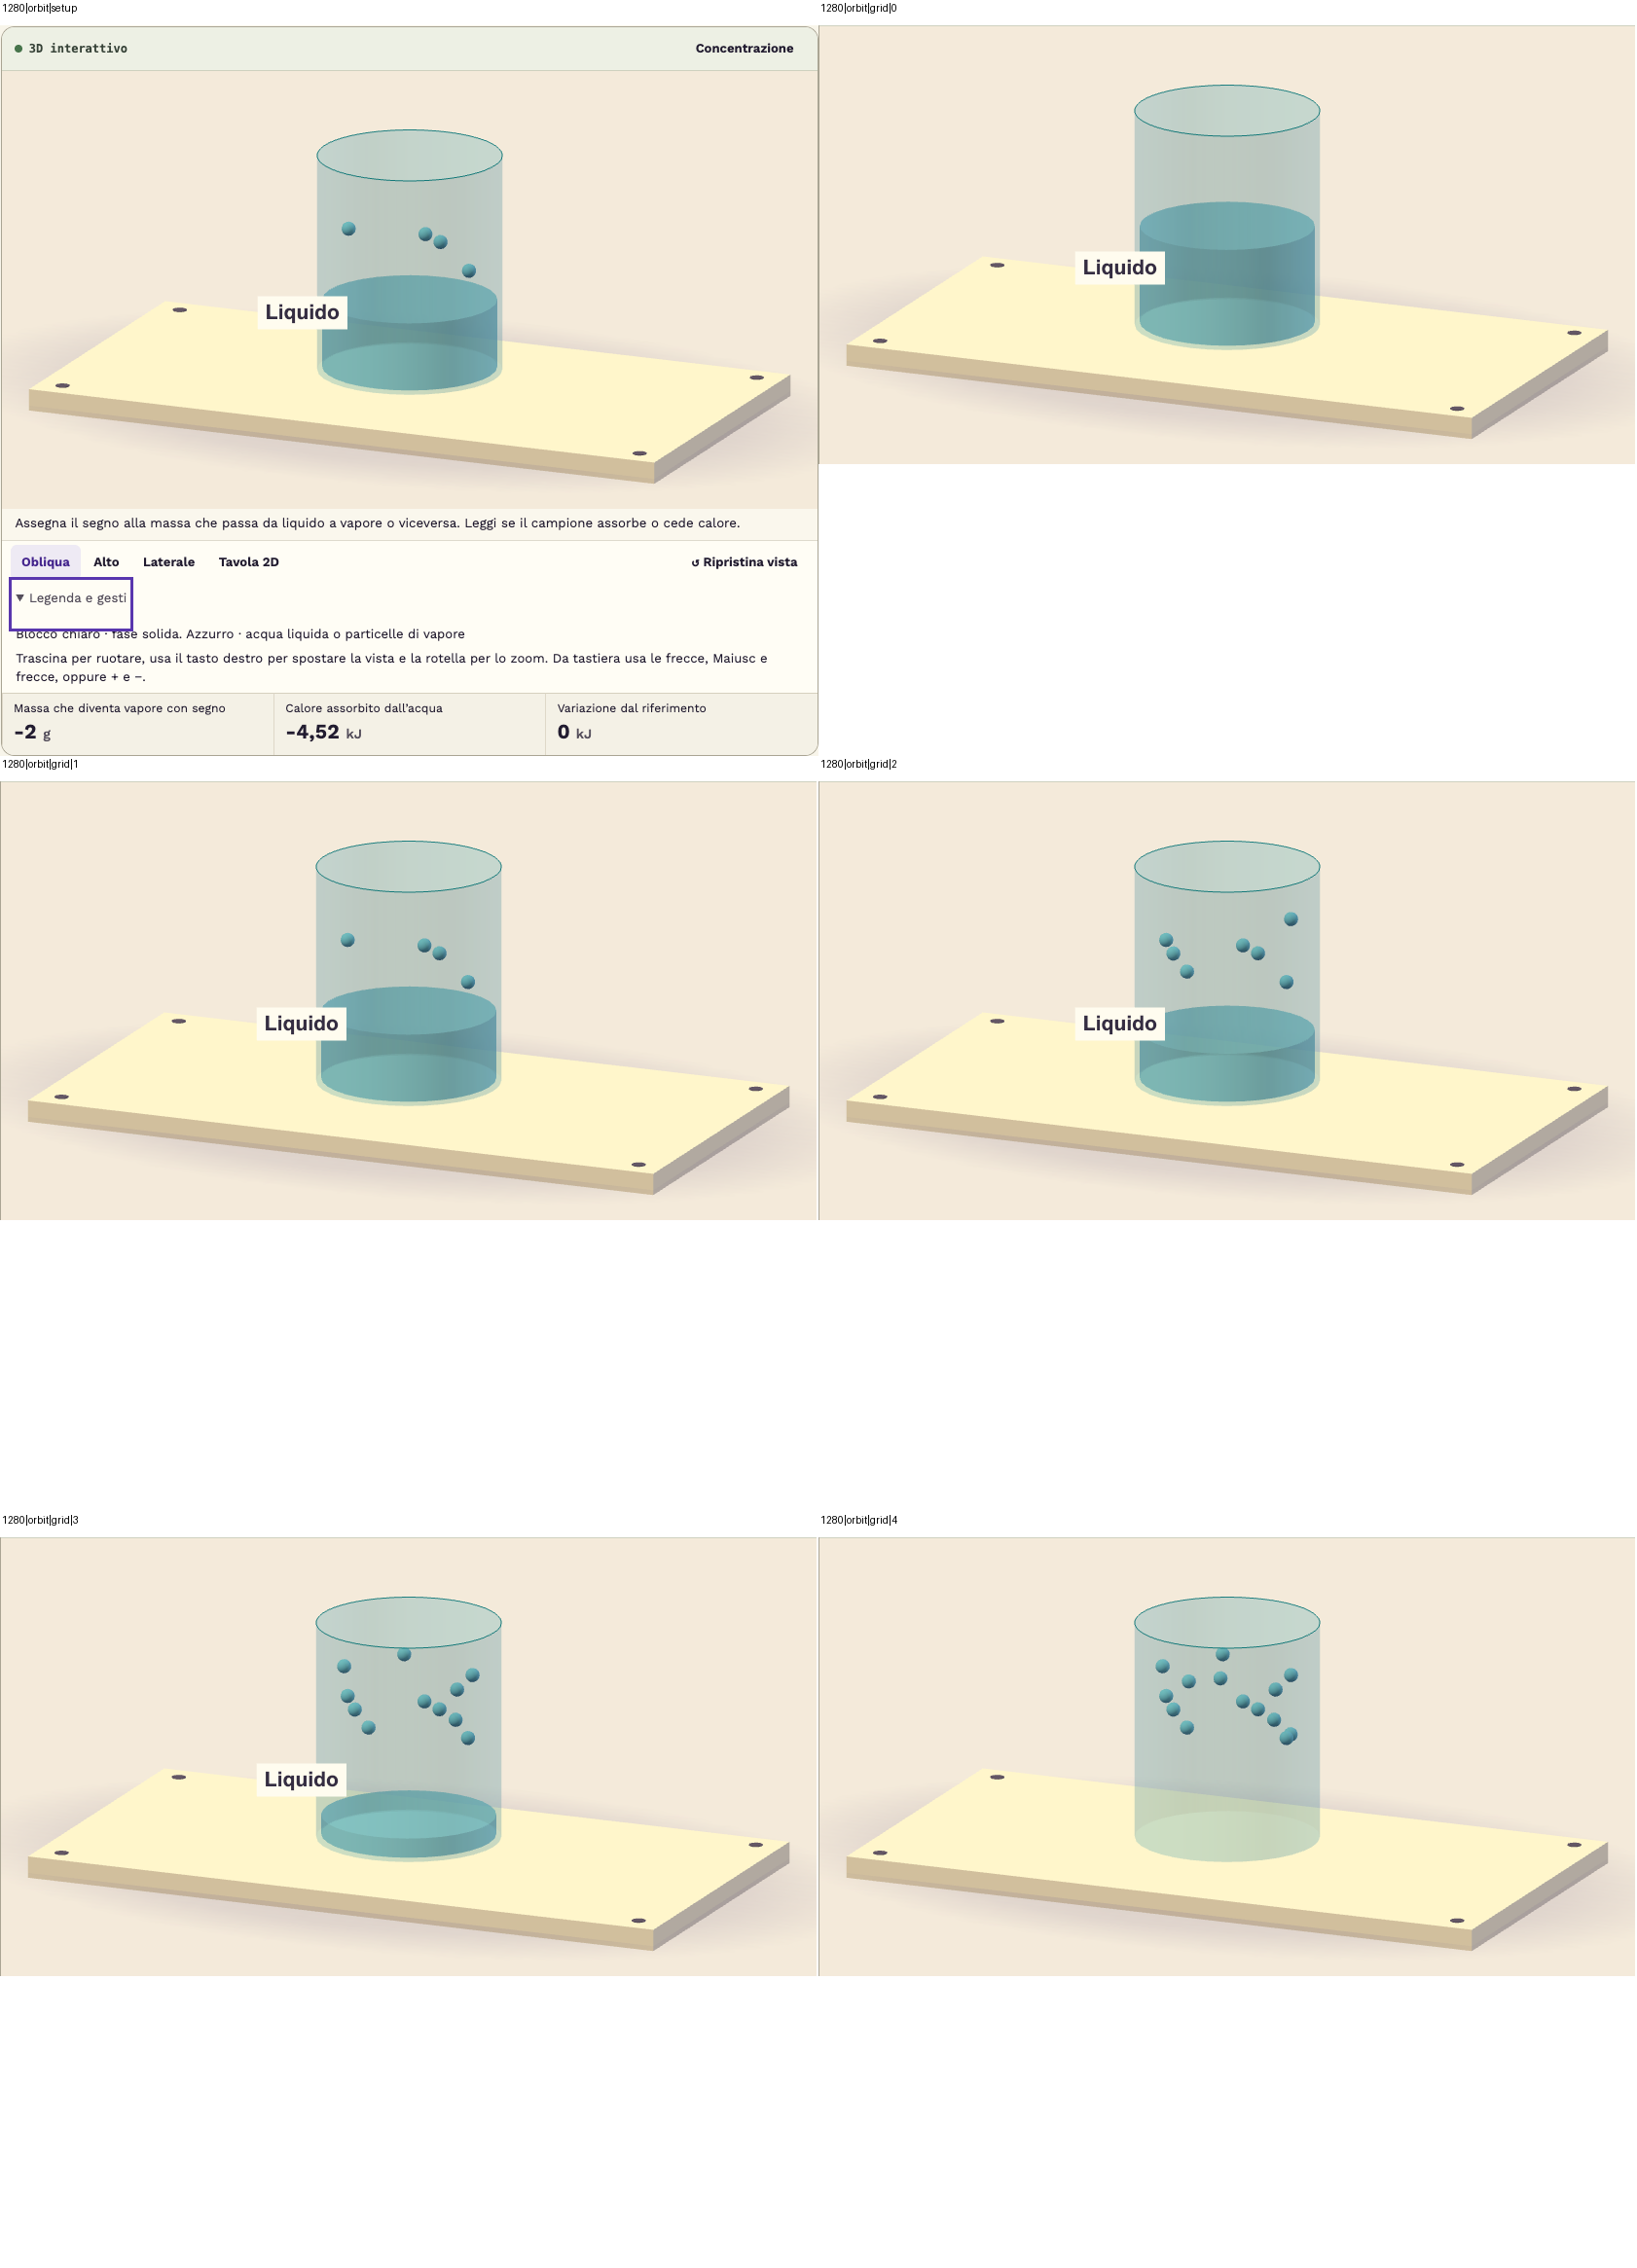 1280|orbit|setup
1280|orbit|grid|0
3D interattivo
Concentrazione
Liquido
Liquido
Assegna il segno alla massa che passa da liquido a vapore o viceversa. Leggi se il campione assorbe o cede calore.
Obliqua Alto Laterale Tavola 2D ↺ Ripristina vista
▼ Legenda e gesti
Blocco chiaro · fase solida. Azzurro · acqua liquida o particelle di vapore
Trascina per ruotare, usa il tasto destro per spostare la vista e la rotella per lo zoom. Da tastiera usa le frecce, Maiusc e
frecce, oppure + e −.
Massa che diventa vapore con segno
-2 g
Calore assorbito dall'acqua
-4,52 kJ
Variazione dal riferimento
0 kJ
1280|orbit|grid|1
1280|orbit|grid|2
Liquido
Liquido
1280|orbit|grid|3
1280|orbit|grid|4
Liquido